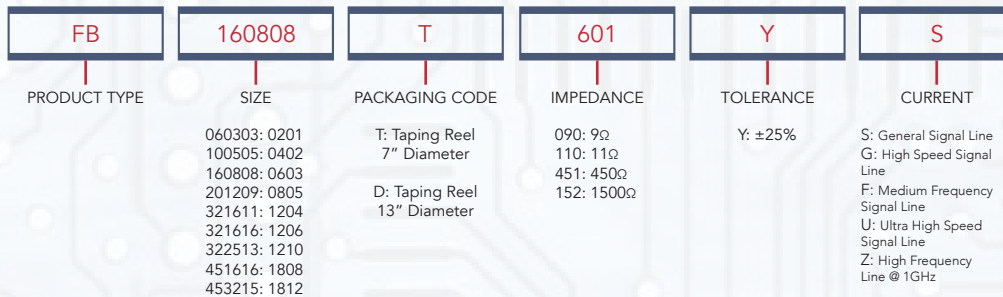 FB
160808
T
601
Y
S
PRODUCT TYPE
SIZE
PACKAGING CODE
IMPEDANCE
TOLERANCE
CURRENT
060303: 0201
100505: 0402
160808: 0603
201209: 0805
321611: 1204
321616: 1206
322513: 1210
451616: 1808
453215: 1812
T: Taping Reel
7” Diameter
D: Taping Reel
13” Diameter
090: 9Ω
110: 11Ω
451: 450Ω
152: 1500Ω
Y: ±25%
S: General Signal Line
G: High Speed Signal
Line
F: Medium Frequency
Signal Line
U: Ultra High Speed
Signal Line
Z: High Frequency
Line @ 1GHz